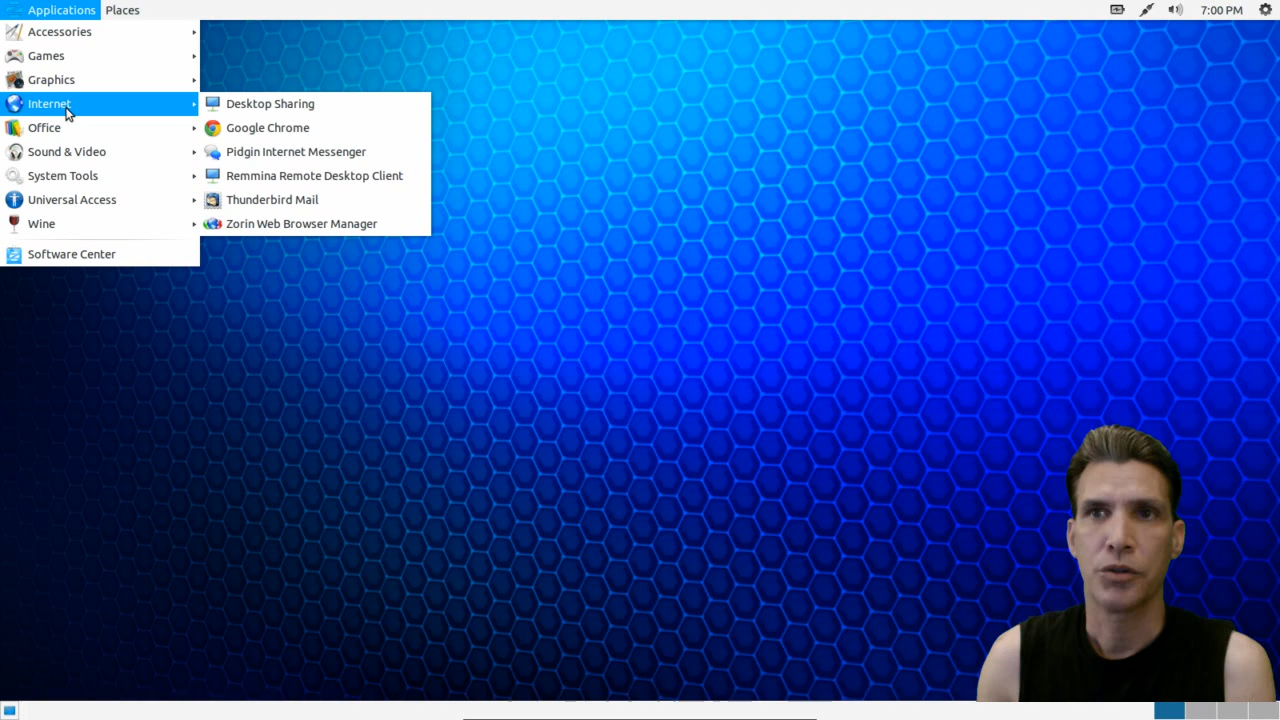 Applications Places 7:00 PM
Accessories
Games
Graphics
Internet
Office
Sound & Video
System Tools
Universal Access
Wine
Software Center
Desktop Sharing
Google Chrome
Pidgin Internet Messenger
Remmina Remote Desktop Client
Thunderbird Mail
Zorin Web Browser Manager